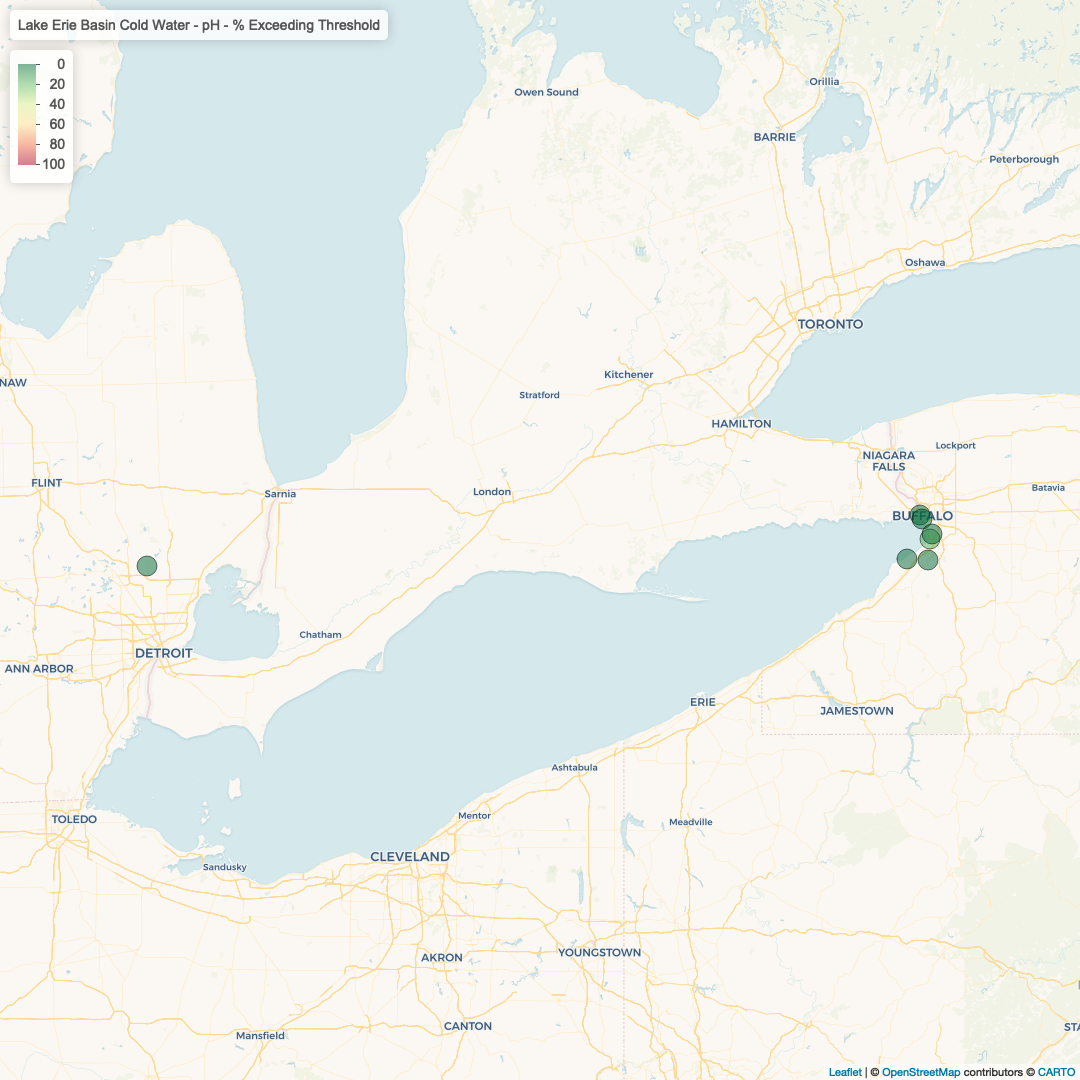 Lake Erie Basin Cold Water - pH - % Exceeding Threshold
0
20
40
60
80
100
Owen Sound
Orillia
BARRIE
Peterborough
Oshawa
TORONTO
NAW
Kitchener
Stratford
HAMILTON
Lockport
NIAGARA
FALLS
FLINT
Sarnia
London
Batavia
BUFFALO
Chatham
DETROIT
ANN ARBOR
ERIE
JAMESTOWN
Ashtabula
TOLEDO
Mentor
Meadville
CLEVELAND
Sandusky
YOUNGSTOWN
AKRON
CANTON
STA
Mansfield
Leaflet | © OpenStreetMap contributors © CARTO